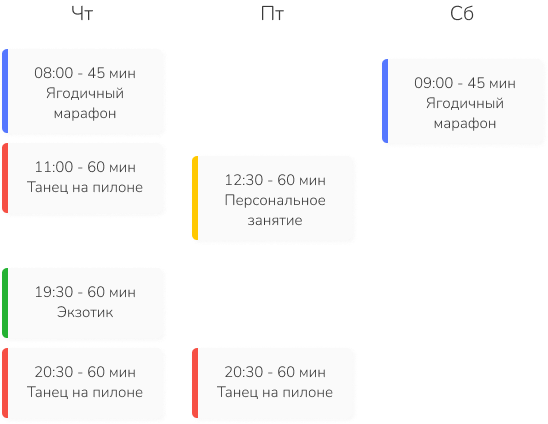 Чт
Пт
Сб
08:00 - 45 мин
Ягодичный
марафон
09:00 - 45 мин
Ягодичный
марафон
11:00 - 60 мин
Танец на пилоне
12:30 - 60 мин
Персональное
занятие
19:30 - 60 мин
Экзотик
20:30 - 60 мин
Танец на пилоне
20:30 - 60 мин
Танец на пилоне